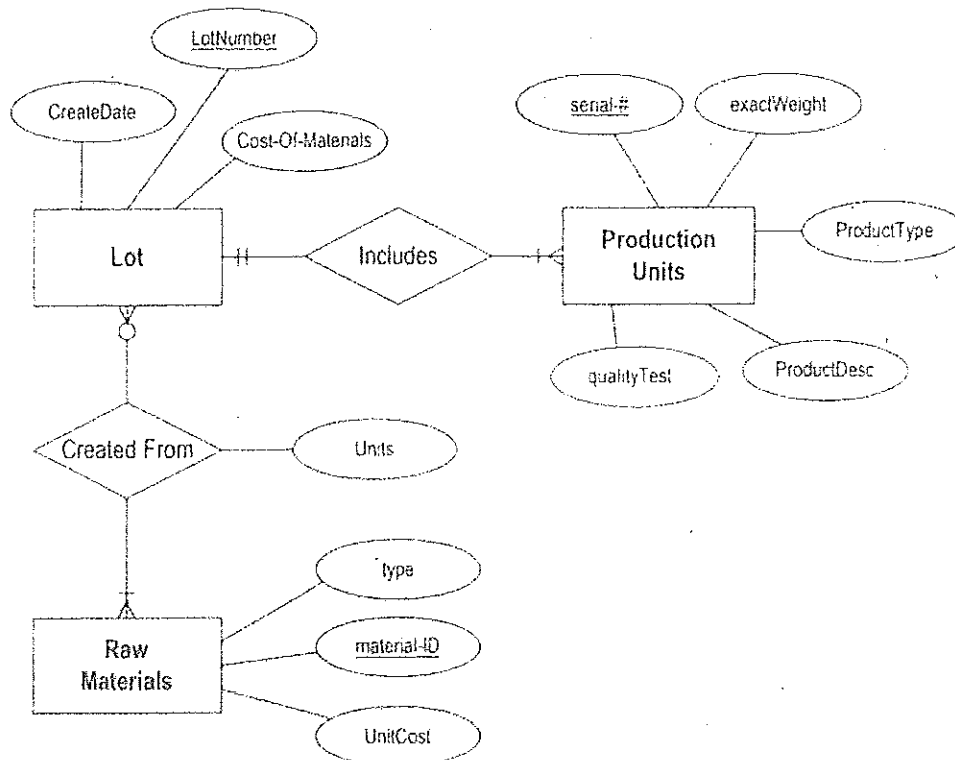 LotNumber
CreateDate
Cost-Of-Materials
Lot
Includes
serial-#
exactWeight
Production
Units
ProductType
qualityTest
ProductDesc
Created From
Units
type
Raw
Materials
material-ID
UnitCost